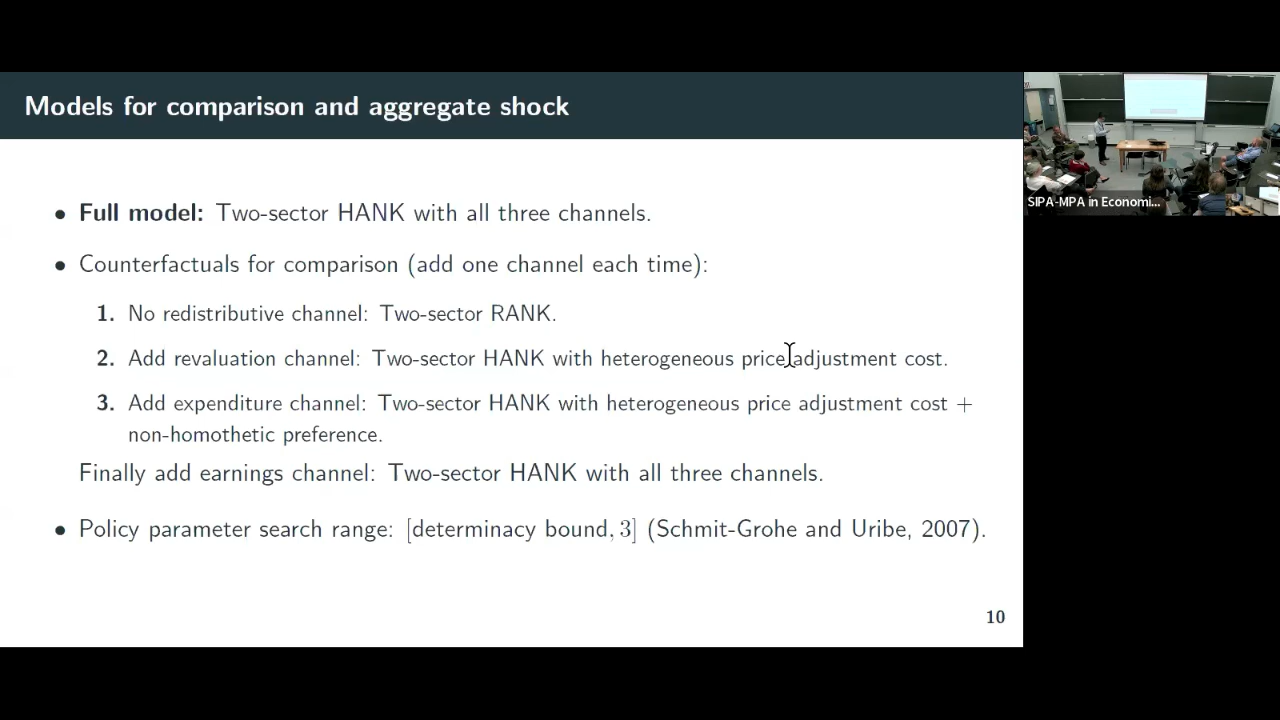 Models for comparison and aggregate shock
• Full model: Two-sector HANK with all three channels.
• Counterfactuals for comparison (add one channel each time):
1. No redistributive channel: Two-sector RANK.
2. Add revaluation channel: Two-sector HANK with heterogeneous price adjustment cost.
3. Add expenditure channel: Two-sector HANK with heterogeneous price adjustment cost +
non-homothetic preference.
Finally add earnings channel: Two-sector HANK with all three channels.
• Policy parameter search range: [determinacy bound, 3] (Schmit-Grohe and Uribe, 2007).
10
SIPA-MPA in Economi...